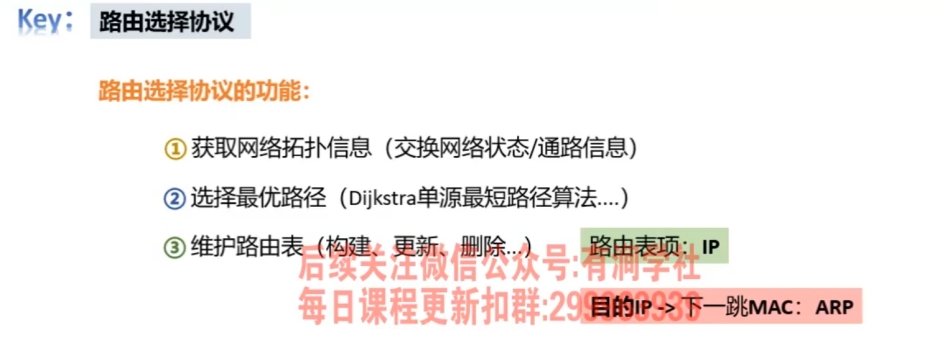 Key： 路由选择协议
路由选择协议的功能：
① 获取网络拓扑信息（交换网络状态/通路信息）
② 选择最优路径（Dijkstra单源最短路径算法....）
③ 维护路由表（构建、更新、删除...） 路由表项：IP
后续关注微信公众号:有涧学社
每日课程更新扣群:
目的IP -> 下一跳MAC：ARP